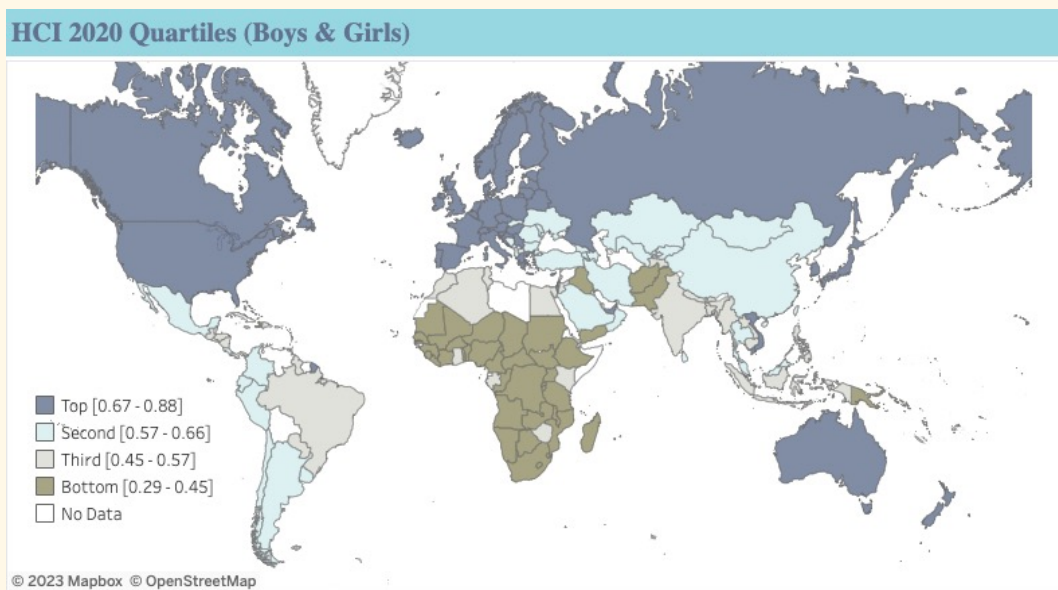 HCI 2020 Quartiles (Boys & Girls)
Top [0.67 - 0.88]
Second [0.57 - 0.66]
Third [0.45 - 0.57]
Bottom [0.29 - 0.45]
No Data
© 2023 Mapbox © OpenStreetMap